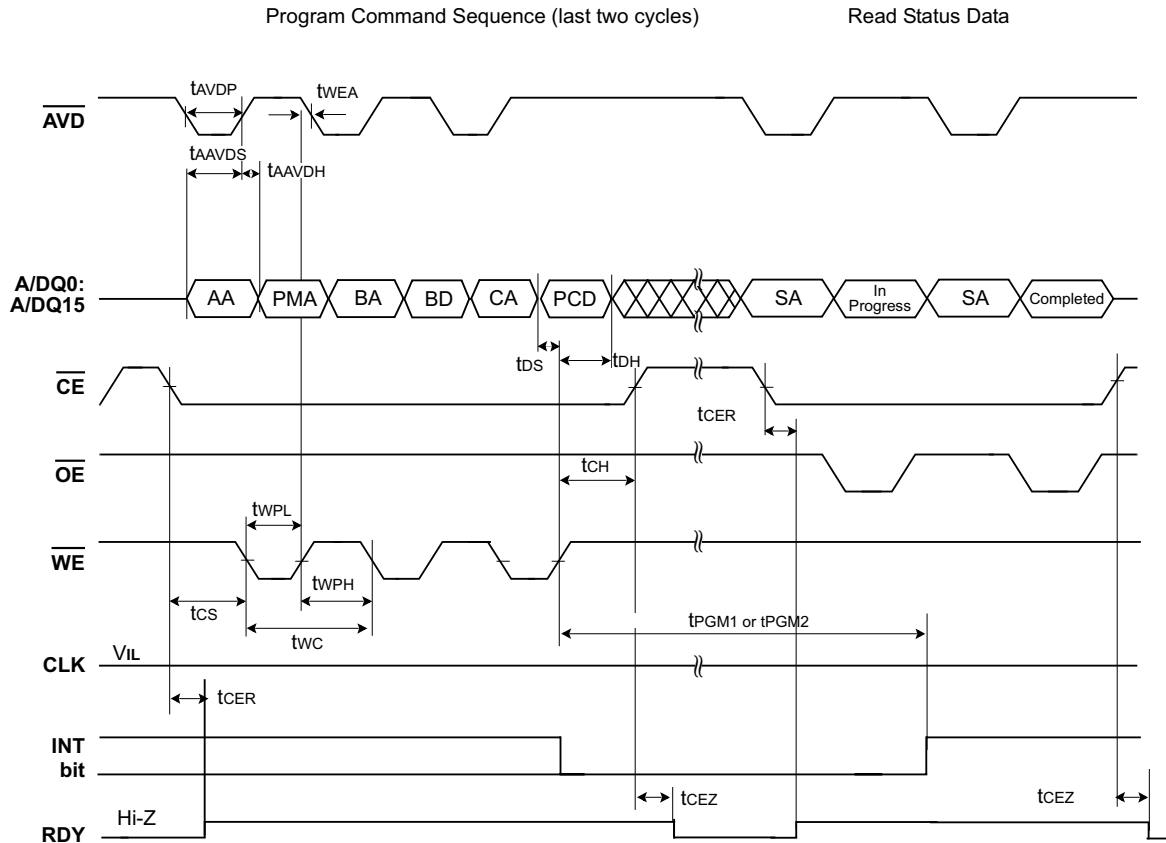 Program Command Sequence (last two cycles) Read Status Data
tAVDP tWEA
AVD
tAAVDS
tAAVDH
A/DQ0:
A/DQ15
AA PMA BA BD CA PCD SA In Progress SA Completed
tDS tDH
CE
tCER
OE
tCH
tWPL
WE
tWPH
tCS
tWC
tPGM1 or tPGM2
CLK VIL
tCER
INT
bit
tCEZ tCEZ
Hi-Z
RDY